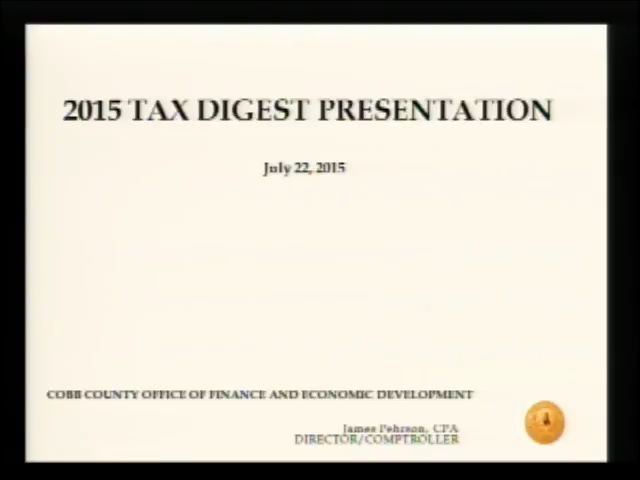 2015 TAX DIGEST PRESENTATION
July 22, 2015
COBB COUNTY OFFICE OF FINANCE AND ECONOMIC DEVELOPMENT
James Pehrson, CPA
DIRECTOR/COMPTROLLER